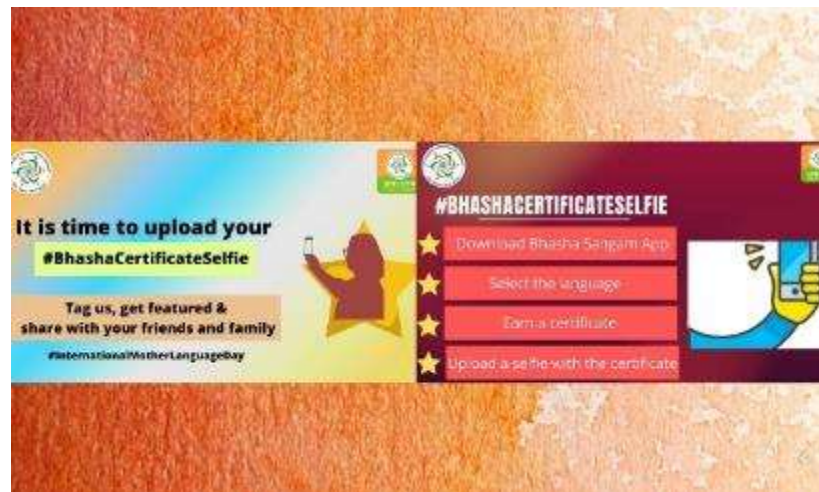 It is time to upload your
#BhashaCertificateSelfie
Tag us, get featured &
share with your friends and family
#InternationalMotherLanguageDay
#BHASHACERTIFICATESELFIE
Download Bhasha Sangam App
Select the language
Earn a certificate
Upload a selfie with the certificate